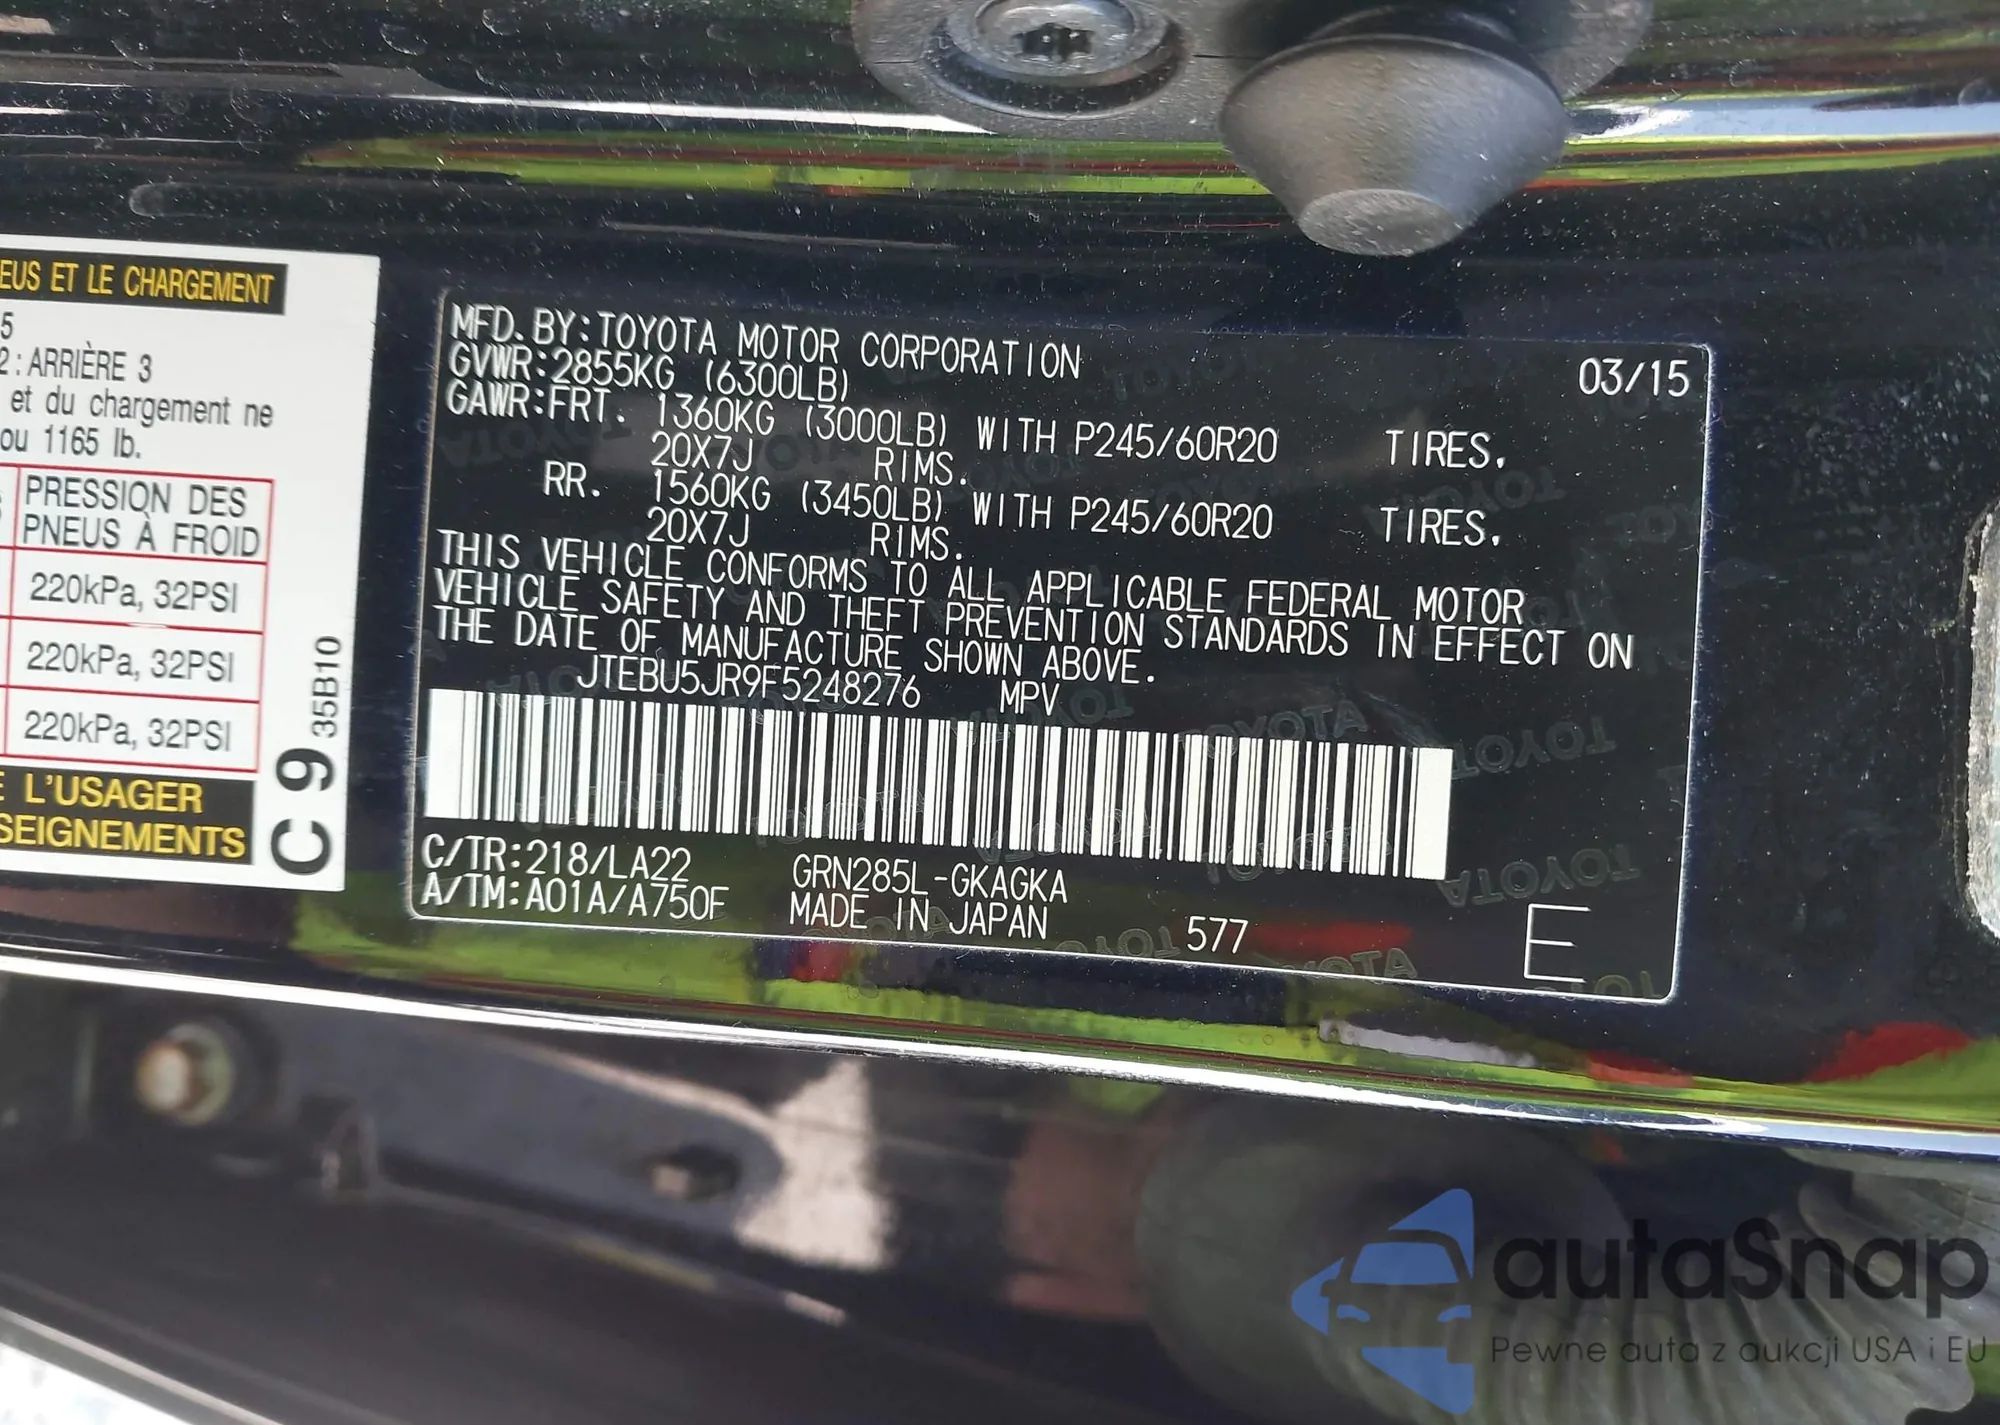 EUS ET LE CHARGEMENT
5
2: ARRIÈRE 3
et du chargement ne
ou 1165 lb.
PRESSION DES
PNEUS À FROID
220kPa, 32PSI
220kPa, 32PSI
220kPa, 32PSI
E L'USAGER
SEIGNEMENTS
C 9 35B10
MFD. BY: TOYOTA MOTOR CORPORATION 03/15
GVWR: 2855KG (6300LB)
GAWR: FRT. 1360KG (3000LB) WITH P245/60R20 TIRES.
20X7J RIMS.
RR. 1560KG (3450LB) WITH P245/60R20 TIRES.
20X7J RIMS.
THIS VEHICLE CONFORMS TO ALL APPLICABLE FEDERAL MOTOR
VEHICLE SAFETY AND THEFT PREVENTION STANDARDS IN EFFECT ON
THE DATE OF MANUFACTURE SHOWN ABOVE.
JTEBU5JR9F5248276 MPV
C/TR: 218/LA22 GRN285L-GKAGKA
A/TM: A01A/A750F MADE IN JAPAN 577 E
autaSnap
Pewne auta z aukcji USA i EU